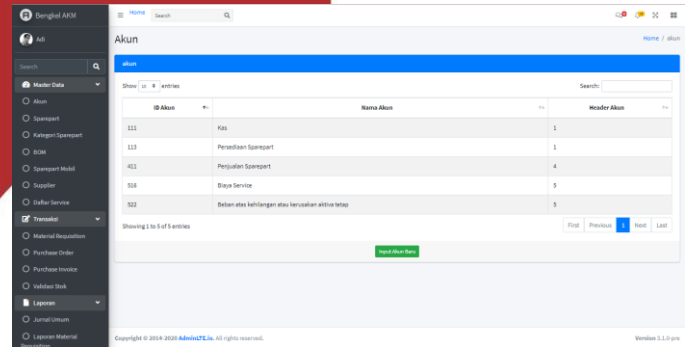 Bengkel AKM
Home
Search
Adi
Akun
Home / akun
Search
akun
Master Data
Show 10 entries
Search:
Akun
ID Akun
Nama Akun
Header Akun
Sparepart
Kategori Sparepart
111
Kas
1
BOM
113
Persediaan Sparepart
1
Sparepart Mobil
411
Penjualan Sparepart
4
Supplier
516
Biaya Service
5
Daftar Service
522
Beban atas kehilangan atau kerusakan aktiva tetap
5
Transaksi
Showing 1 to 5 of 5 entries
First Previous 1 Next Last
Material Requisition
Purchase Order
Input Akun Baru
Purchase Invoice
Validasi Stok
Laporan
Jurnal Umum
Laporan Material
Requisition
Copyright © 2014-2020 AdminLTE.io. All rights reserved.
Version 3.1.0-pre